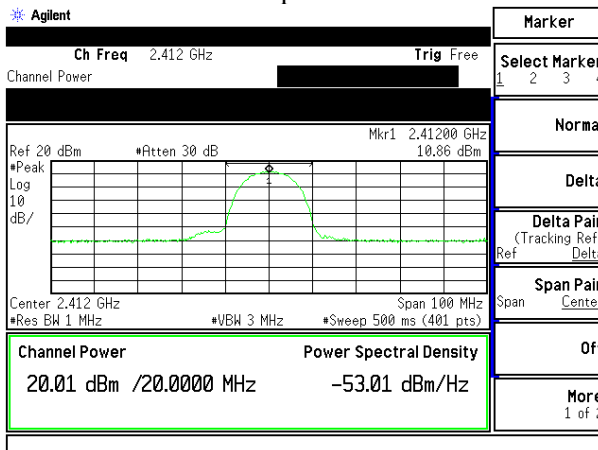 Agilent
Marker
Ch Freq 2.412 GHz Trig Free
Channel Power
Select Marker
1 2 3 4
Mkr1 2.41200 GHz
Ref 20 dBm #Atten 30 dB 10.86 dBm
#Peak
Log
10
dB/
1
Norma
Delta
Delta Pair
(Tracking Ref
Ref Delta
Span Pair
Span Center
Center 2.412 GHz Span 100 MHz
#Res BW 1 MHz #VBW 3 MHz #Sweep 500 ms (401 pts)
Of
Channel Power Power Spectral Density
20.01 dBm /20.0000 MHz -53.01 dBm/Hz
More
1 of 2